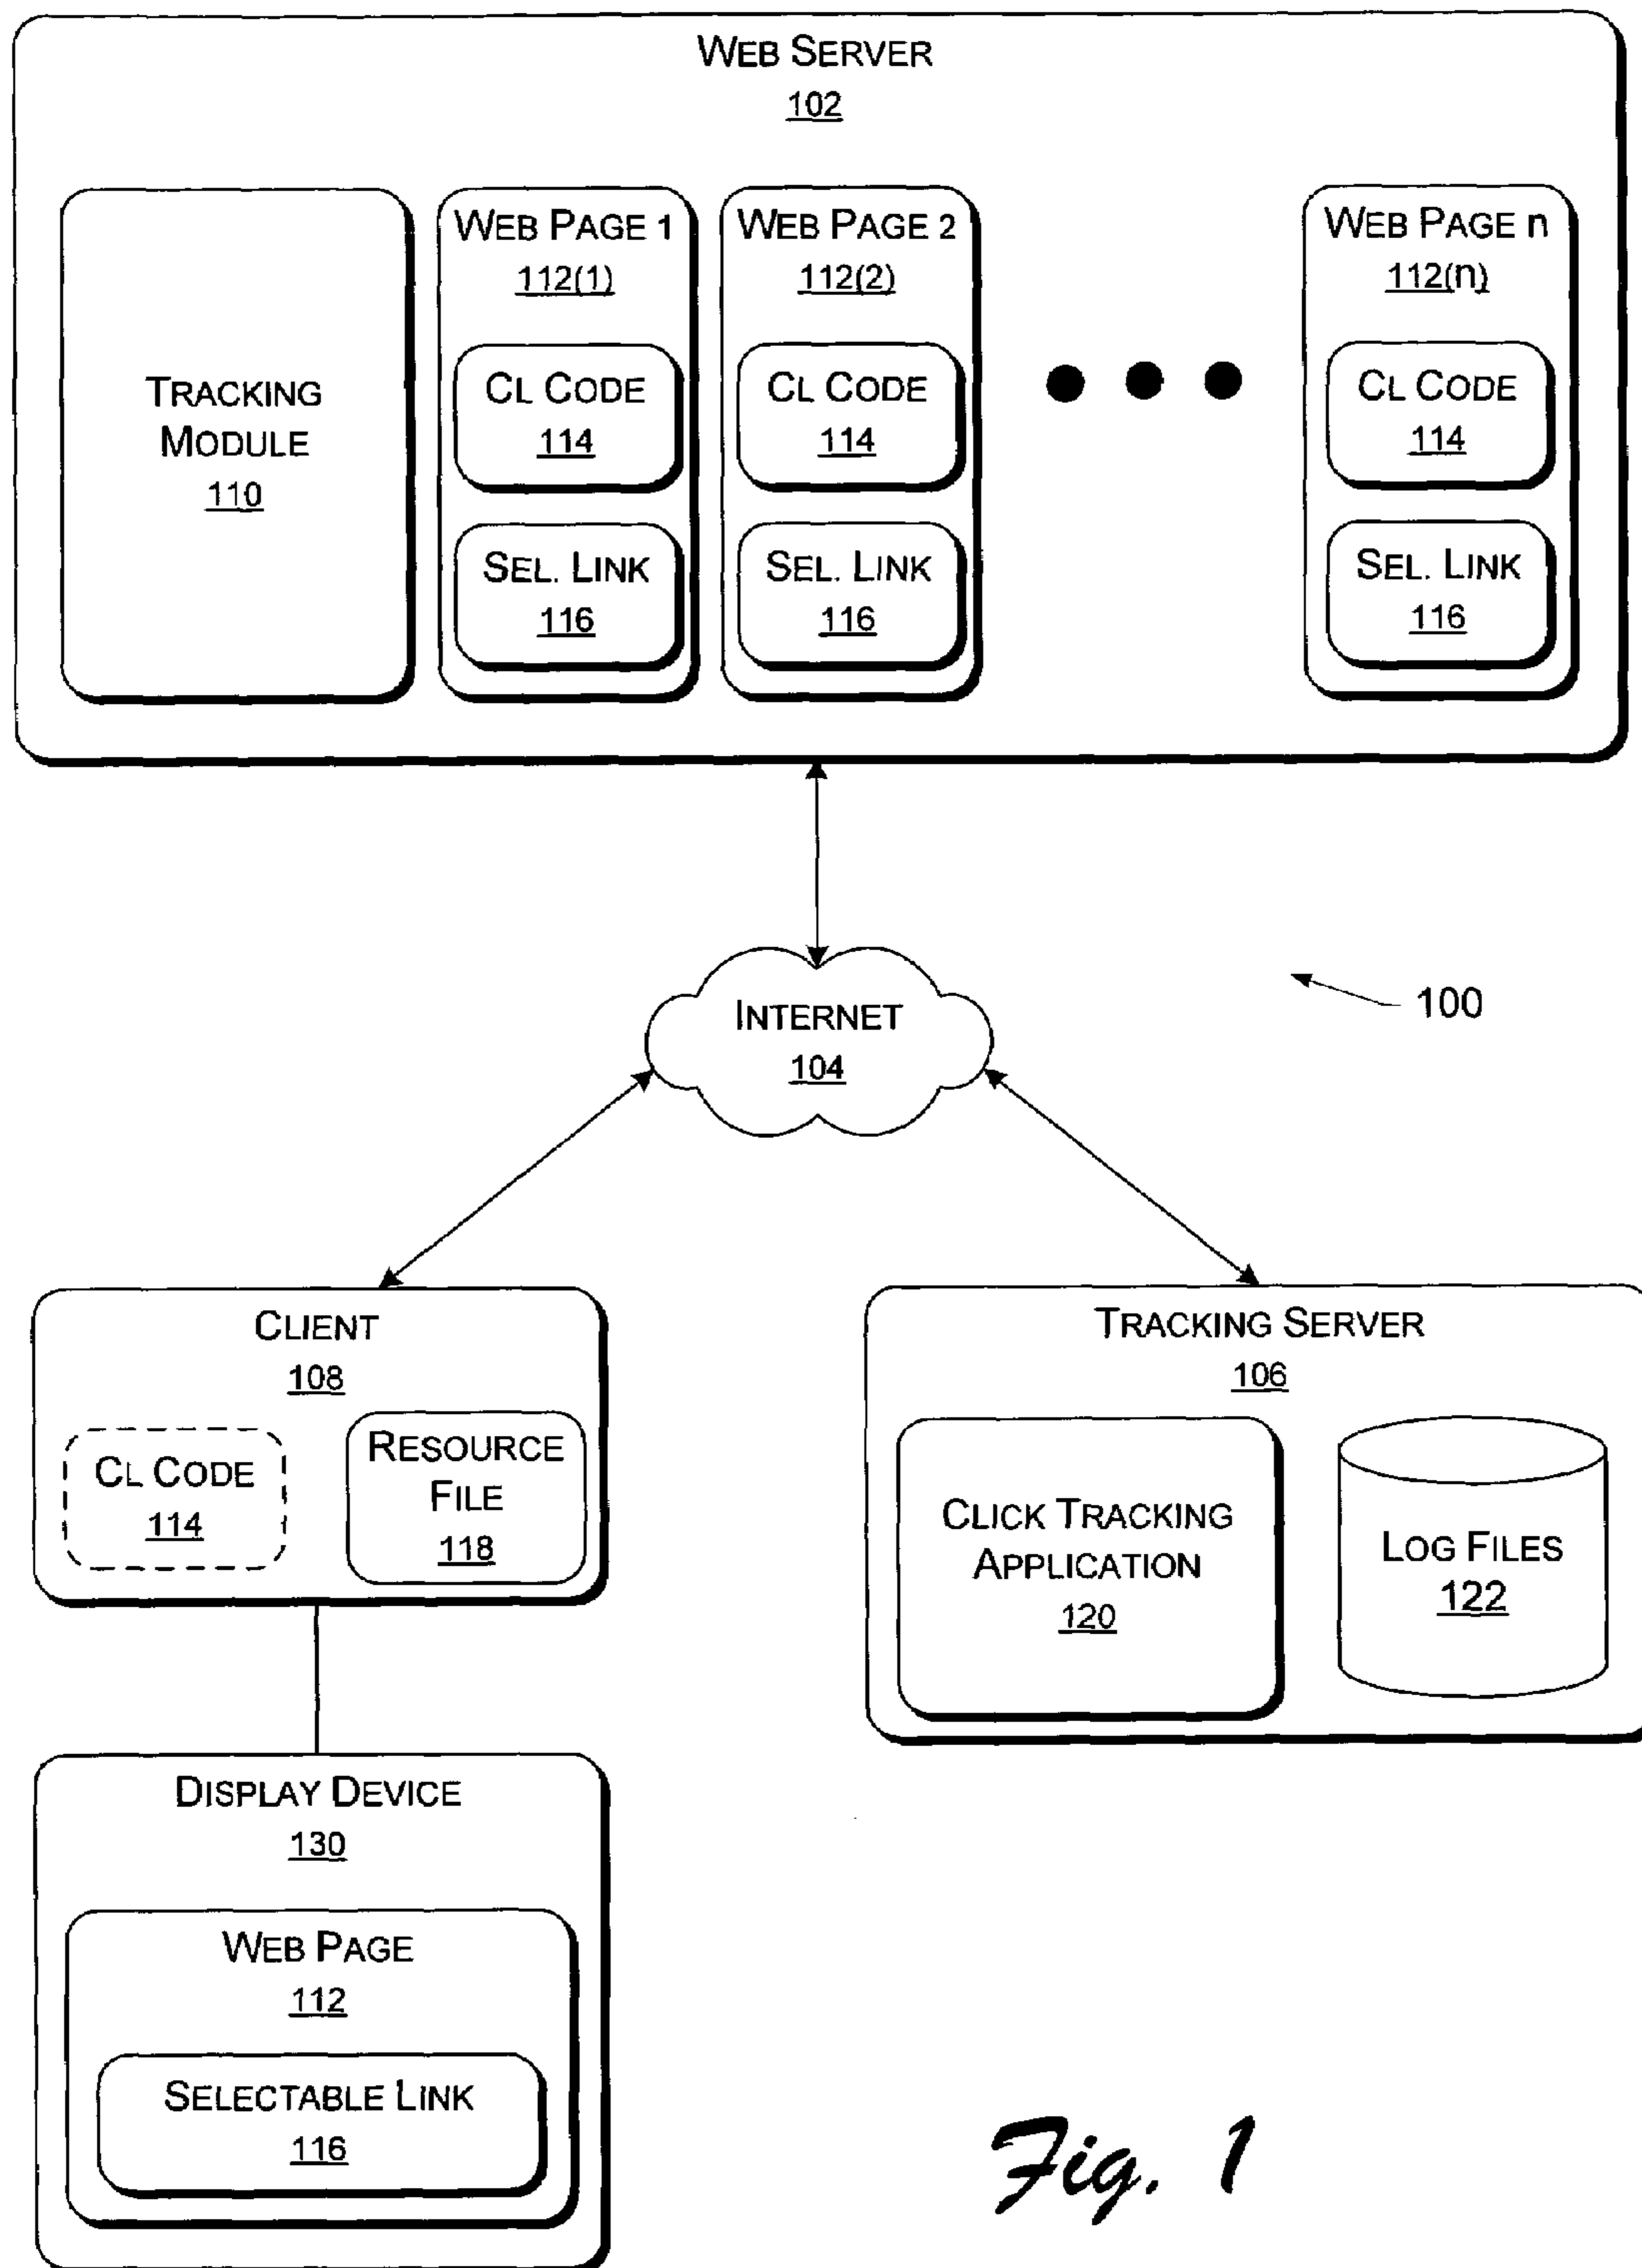 WEB SERVER
102
TRACKING
MODULE
110
WEB PAGE 1
112(1)
CL CODE
114
SEL. LINK
116
WEB PAGE 2
112(2)
CL CODE
114
SEL. LINK
116
WEB PAGE n
112(n)
CL CODE
114
SEL. LINK
116
INTERNET
104
100
CLIENT
108
CL CODE
114
RESOURCE
FILE
118
TRACKING SERVER
106
CLICK TRACKING
APPLICATION
120
LOG FILES
122
DISPLAY DEVICE
130
WEB PAGE
112
SELECTABLE LINK
116
Fig. 1